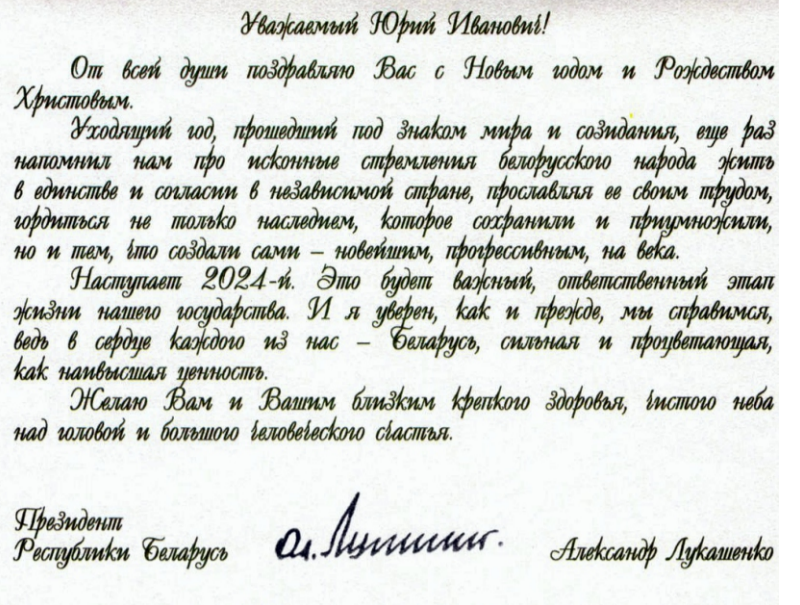 Уважаемый Юрий Иванович!
От всей души поздравляю Вас с Новым годом и Рождеством
Христовым.
Уходящий год, прошедший под знаком мира и созидания, еще раз
напомнил нам про исконные стремления белорусского народа жить
в единстве и согласии в независимой стране, прославляя ее своим трудом,
гордиться не только наследием, которое сохранили и приумножили,
но и тем, что создали сами – новейшим, прогрессивным, на века.
Наступает 2024-й. Это будет важный, ответственный этап
жизни нашего государства. И я уверен, как и прежде, мы справимся,
ведь в сердце каждого из нас – Беларусь, сильная и процветающая,
как наивысшая ценность.
Желаю Вам и Вашим близким крепкого здоровья, чистого неба
над головой и большого человеческого счастья.
Президент
Республики Беларусь Александр Лукашенко